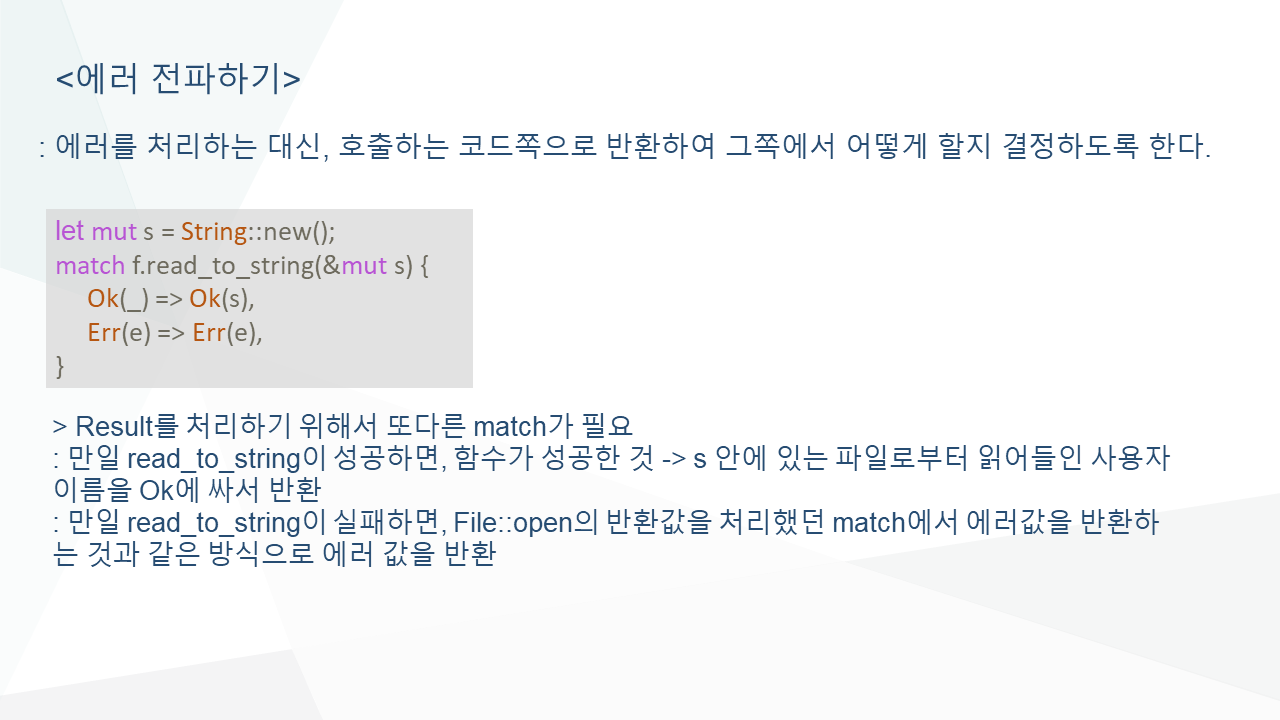 <에러 전파하기>
: 에러를 처리하는 대신, 호출하는 코드쪽으로 반환하여 그쪽에서 어떻게 할지 결정하도록 한다.
let mut s = String::new();
match f.read_to_string(&mut s) {
Ok(_) => Ok(s),
Err(e) => Err(e),
}
> Result를 처리하기 위해서 또다른 match가 필요
: 만일 read_to_string이 성공하면, 함수가 성공한 것 -> s 안에 있는 파일로부터 읽어들인 사용자
이름을 Ok에 싸서 반환
: 만일 read_to_string이 실패하면, File::open의 반환값을 처리했던 match에서 에러값을 반환하
는 것과 같은 방식으로 에러 값을 반환